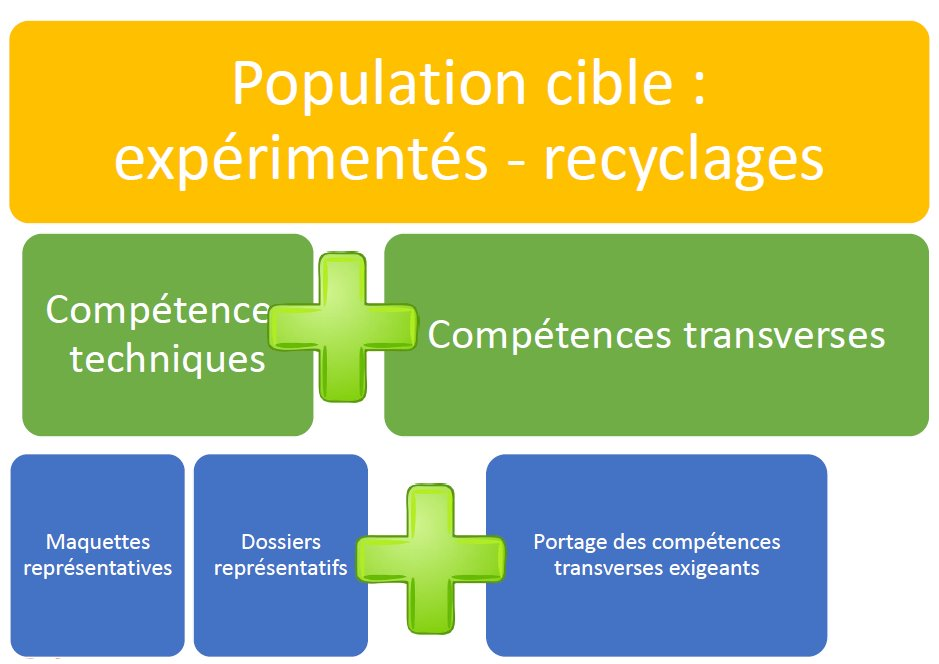 Population cible :
expérimentés - recyclages
Compétence
techniques
Compétences transverses
Maquettes
représentatives
Dossiers
représentatifs
Portage des compétences
transverses exigeants